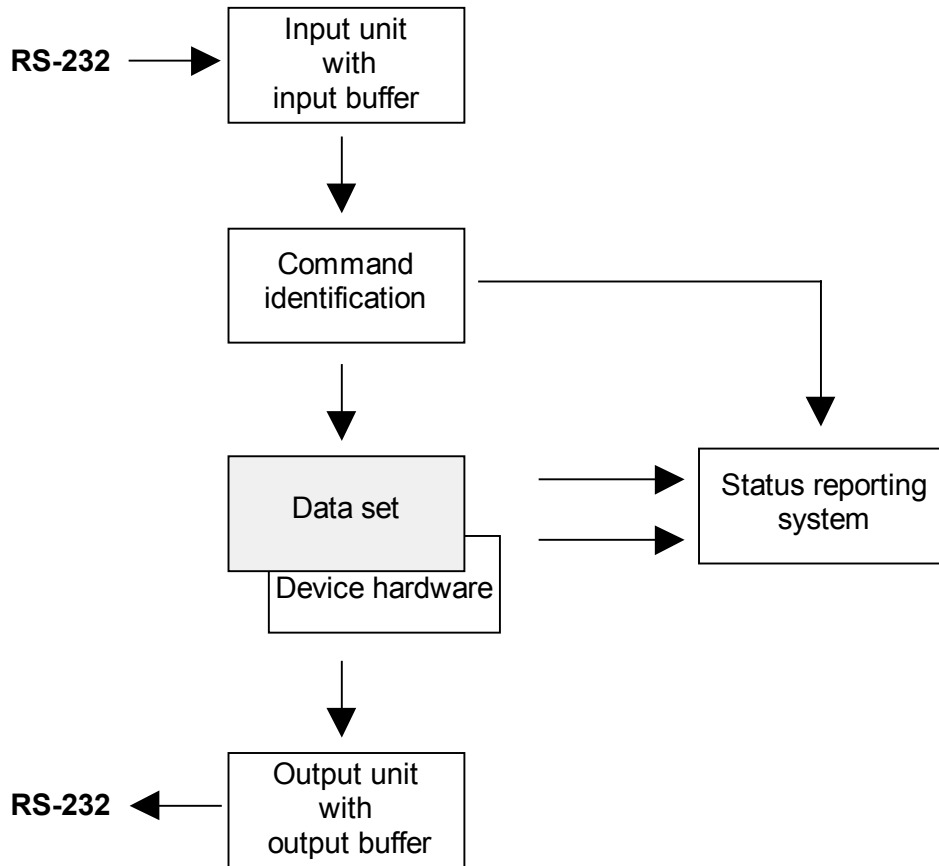 RS-232
Input unit
with
input buffer
Command
identification
Data set
Device hardware
Status reporting
system
RS-232
Output unit
with
output buffer